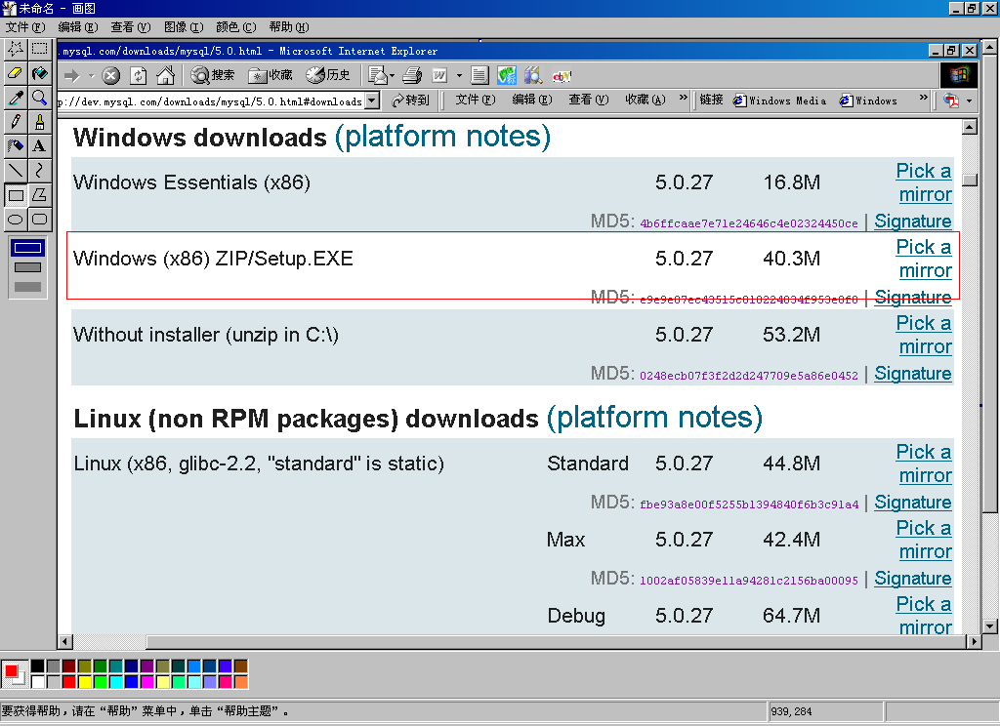 未命名 - 画图
文件(F) 编辑(E) 查看(V) 图像(I) 颜色(C) 帮助(H)
.mysql.com/downloads/mysql/5.0.html - Microsoft Internet Explorer
搜索 收藏 历史
p://dev.mysql.com/downloads/mysql/5.0.html#downloads 转到 文件(F) 编辑(E) 查看(V) 收藏(A) » 链接 Windows Media Windows »
Windows downloads (platform notes)
Windows Essentials (x86) 5.0.27 16.8M Pick a
mirror
MD5: 4b6ffcaae7e71e24646c4e02324450ce | Signature
Windows (x86) ZIP/Setup.EXE 5.0.27 40.3M Pick a
mirror
MD5: | Signature
Without installer (unzip in C:\) 5.0.27 53.2M Pick a
mirror
MD5: 0248ecb07f3f2d2d247709e5a86e0452 | Signature
Linux (non RPM packages) downloads (platform notes)
Linux (x86, glibc-2.2, "standard" is static) Standard 5.0.27 44.8M Pick a
mirror
MD5: fbe93a8e00f5255b1394840f6b3c91a4 | Signature
Max 5.0.27 42.4M Pick a
mirror
MD5: 1002af05839e11a94281c2156ba00095 | Signature
Debug 5.0.27 64.7M Pick a
mirror
要获得帮助，请在“帮助”菜单中，单击“帮助主题”。 939,284